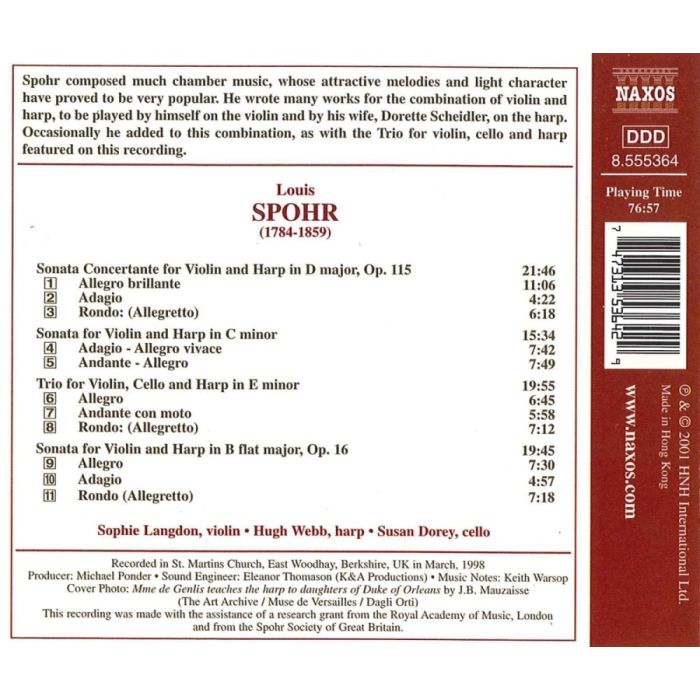 Spohr composed much chamber music, whose attractive melodies and light character
have proved to be very popular. He wrote many works for the combination of violin and
harp, to be played by himself on the violin and by his wife, Dorette Scheidler, on the harp.
Occasionally he added to this combination, as with the Trio for violin, cello and harp
featured on this recording.
Louis
SPOHR
(1784-1859)
Sonata Concertante for Violin and Harp in D major, Op. 115 21:46
1 Allegro brillante 11:06
2 Adagio 4:22
3 Rondo: (Allegretto) 6:18
Sonata for Violin and Harp in C minor 15:34
4 Adagio - Allegro vivace 7:42
5 Andante - Allegro 7:49
Trio for Violin, Cello and Harp in E minor 19:55
6 Allegro 6:45
7 Andante con moto 5:58
8 Rondo: (Allegretto) 7:12
Sonata for Violin and Harp in B flat major, Op. 16 19:45
9 Allegro 7:30
10 Adagio 4:57
11 Rondo (Allegretto) 7:18
Sophie Langdon, violin • Hugh Webb, harp • Susan Dorey, cello
Recorded in St. Martins Church, East Woodhay, Berkshire, UK in March, 1998
Producer: Michael Ponder • Sound Engineer: Eleanor Thomason (K&A Productions) • Music Notes: Keith Warsop
Cover Photo: Mme de Genlis teaches the harp to daughters of Duke of Orleans by J.B. Mauzaisse
(The Art Archive / Muse de Versailles / Dagli Orti)
This recording was made with the assistance of a research grant from the Royal Academy of Music, London
and from the Spohr Society of Great Britain.
NAXOS
DDD
8.555364
Playing Time
76:57
7 47313 53642 9
℗ & © 2001 HNH International Ltd.
Made in Hong Kong
www.naxos.com